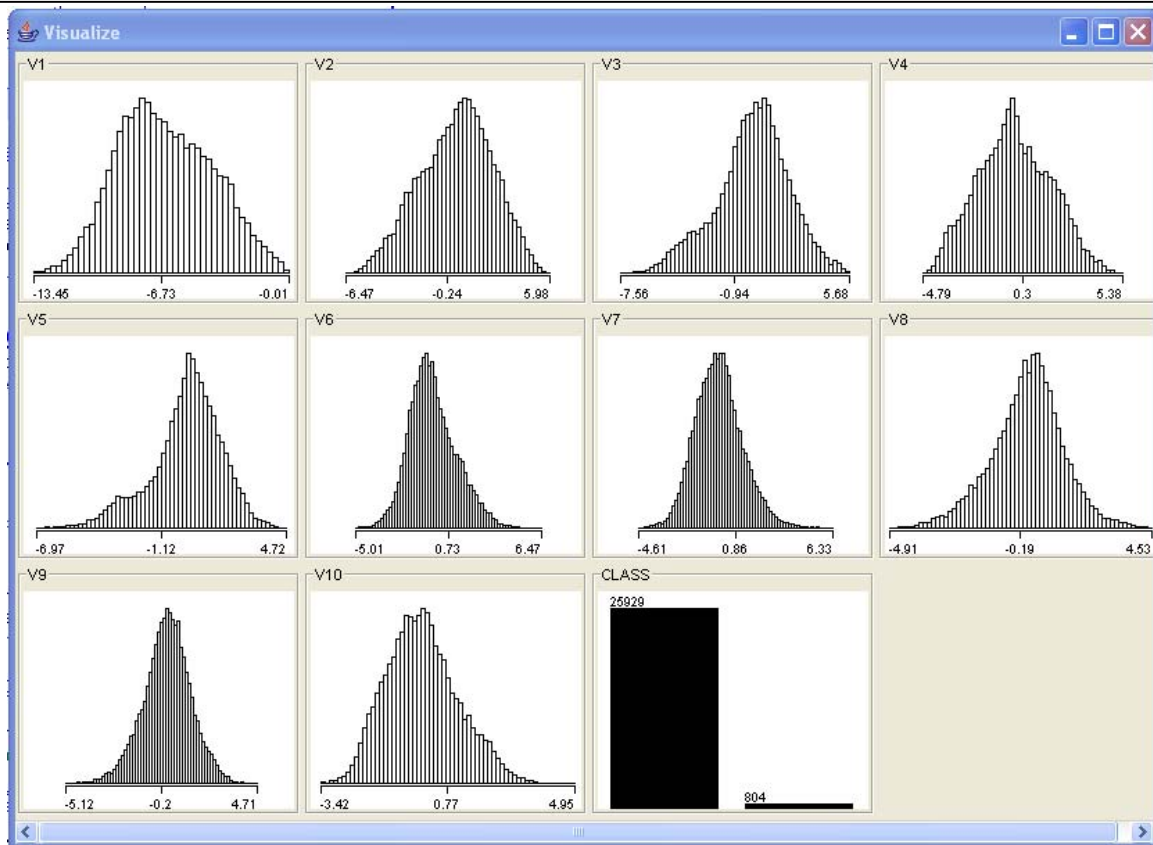 Visualize
V1
V2
V3
V4
-13.45 -6.73 -0.01
-6.47 -0.24 5.98
-7.56 -0.94 5.68
-4.79 0.3 5.38
V5
V6
V7
V8
-6.97 -1.12 4.72
-5.01 0.73 6.47
-4.61 0.86 6.33
-4.91 -0.19 4.53
V9
V10
CLASS
25929
804
-5.12 -0.2 4.71
-3.42 0.77 4.95